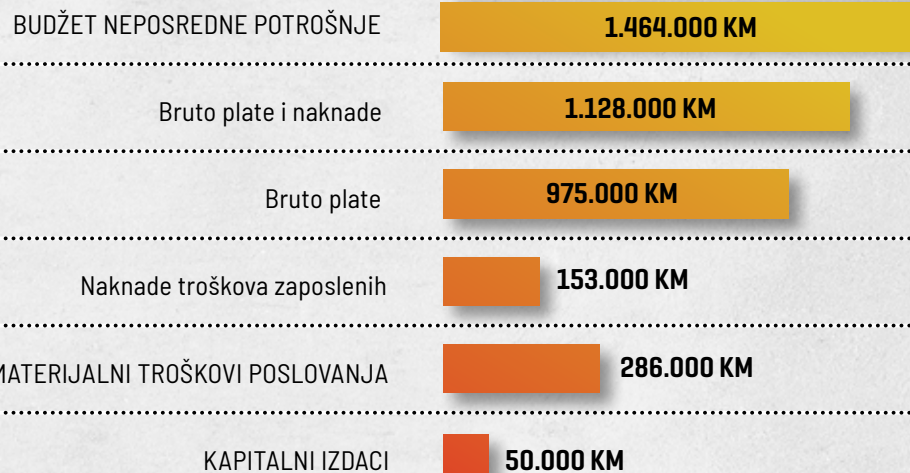 BUDŽET NEPOSREDNE POTROŠNJE 1.464.000 KM
Bruto plate i naknade 1.128.000 KM
Bruto plate 975.000 KM
Naknade troškova zaposlenih 153.000 KM
MATERIJALNI TROŠKOVI POSLOVANJA 286.000 KM
KAPITALNI IZDACI 50.000 KM